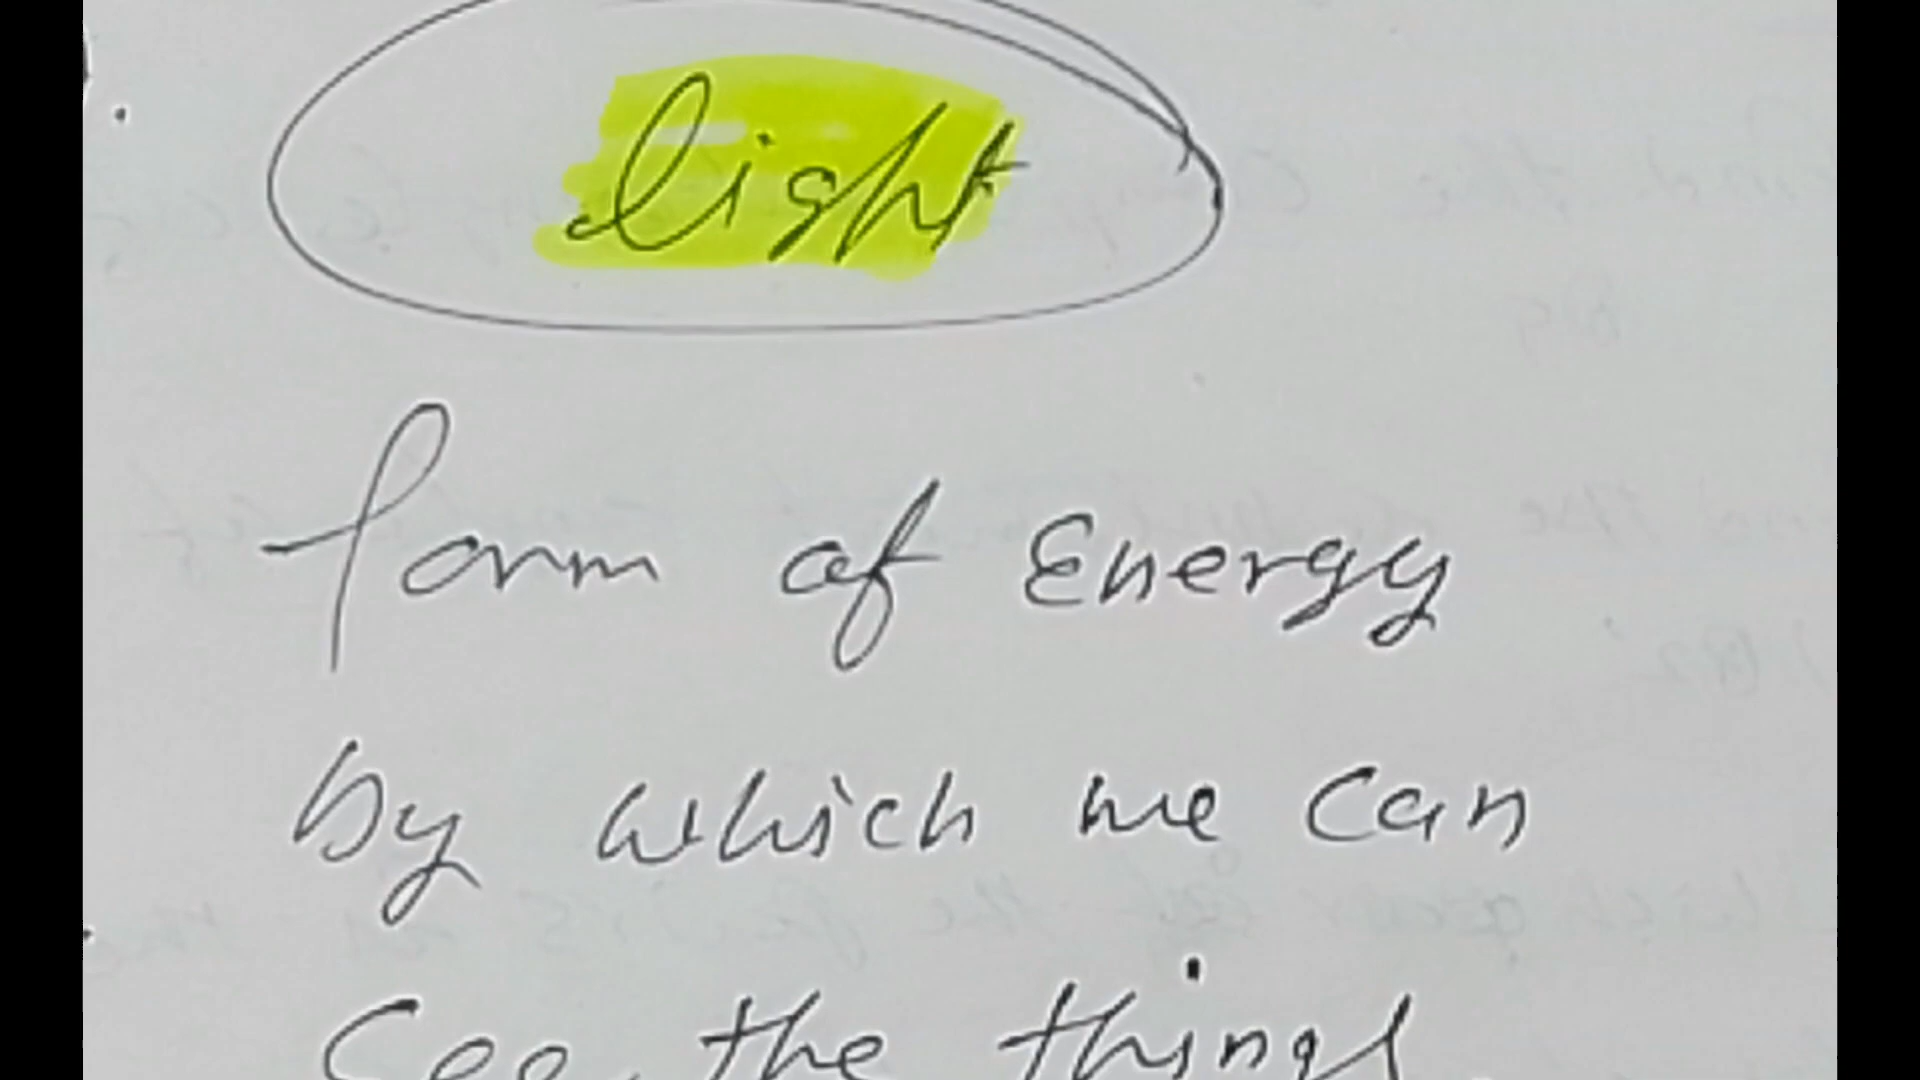 light
form of Energy
by which we can
See the things